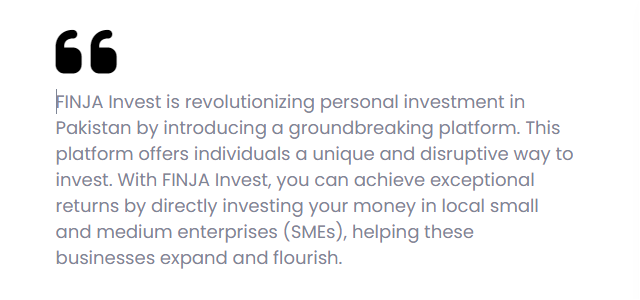 FINJA Invest is revolutionizing personal investment in
Pakistan by introducing a groundbreaking platform. This
platform offers individuals a unique and disruptive way to
invest. With FINJA Invest, you can achieve exceptional
returns by directly investing your money in local small
and medium enterprises (SMEs), helping these
businesses expand and flourish.